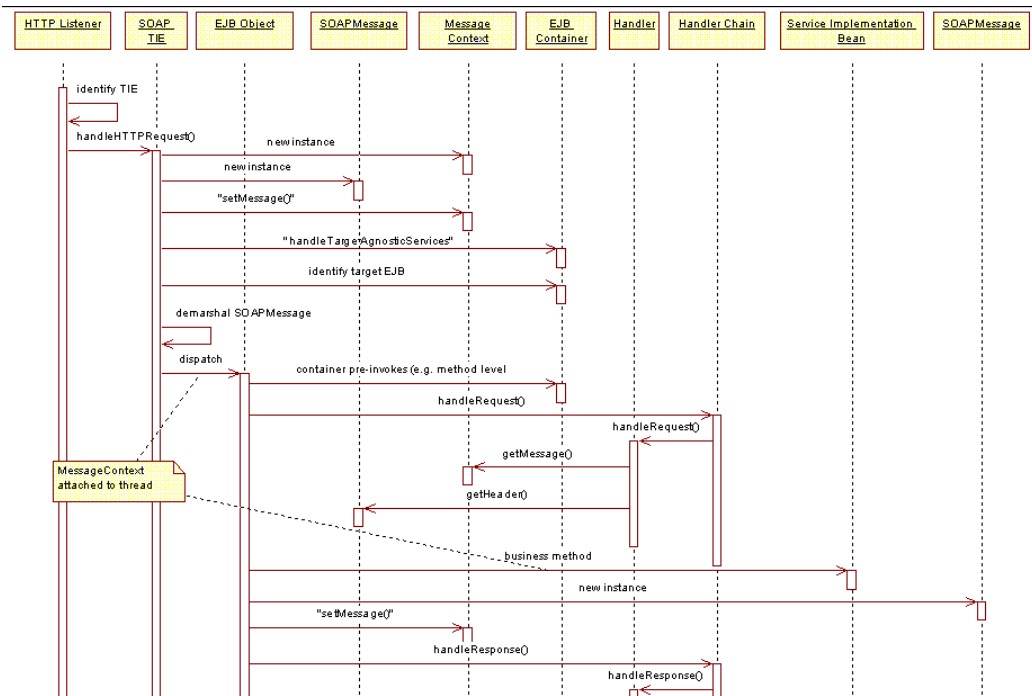 HTTP Listener
SOAP
TIE
EJB Object
SOAPMessage
Message
Context
EJB
Container
Handler
Handler Chain
Service Implementation
Bean
SOAPMessage
identify TIE
handleHTTPRequest()
new instance
new instance
"setMessage()"
"handleTargeAgnosticServices"
identify target EJB
demarshal SOAPMessage
dispatch
container pre-invokes (e.g. method level
handleRequest()
handleRequest()
getMessage()
MessageContext
attached to thread
getHeader()
business method
new instance
"setMessage()"
handleResponse()
handleResponse()